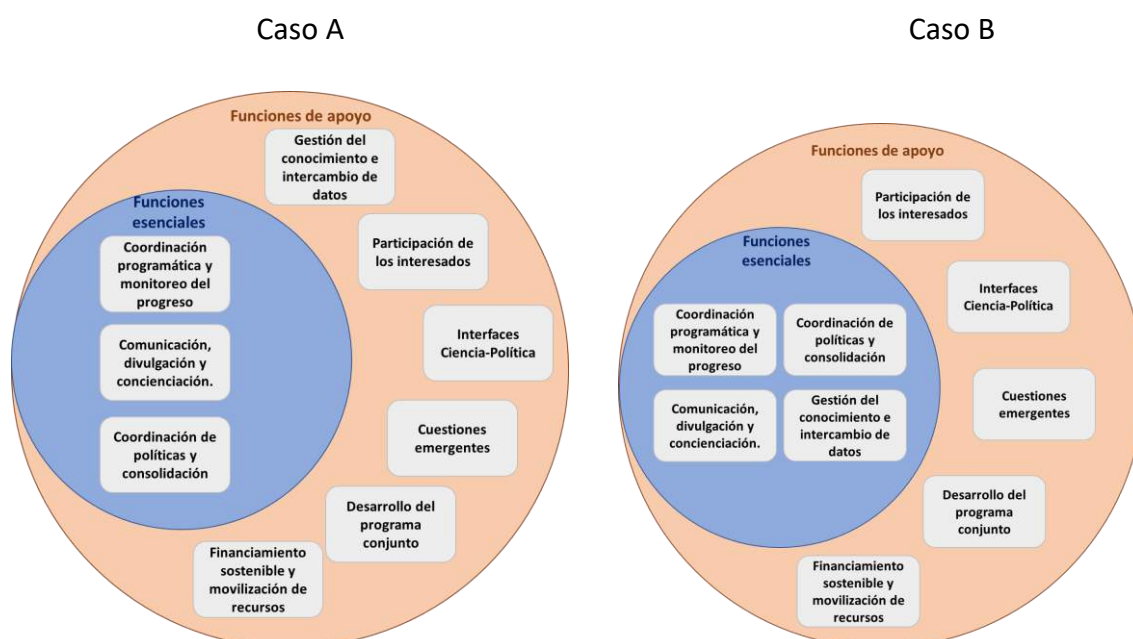 Caso A
Funciones de apoyo
Gestión del
conocimiento e
intercambio de
datos
Participación de
los interesados
Interfaces
Ciencia-Política
Cuestiones
emergentes
Desarrollo del
programa
conjunto
Financiamiento
sostenible y
movilización de
recursos
Funciones
esenciales
Coordinación
programática y
monitoreo del
progreso
Comunicación,
divulgación y
concienciación.
Coordinación de
políticas y
consolidación
Caso B
Funciones de apoyo
Participación de
los interesados
Interfaces
Ciencia-Política
Cuestiones
emergentes
Desarrollo del
programa
conjunto
Financiamiento
sostenible y
movilización de
recursos
Funciones
esenciales
Coordinación
programática y
monitoreo del
progreso
Coordinación de
políticas y
consolidación
Comunicación,
divulgación y
concienciación.
Gestión del
conocimiento e
intercambio de
datos